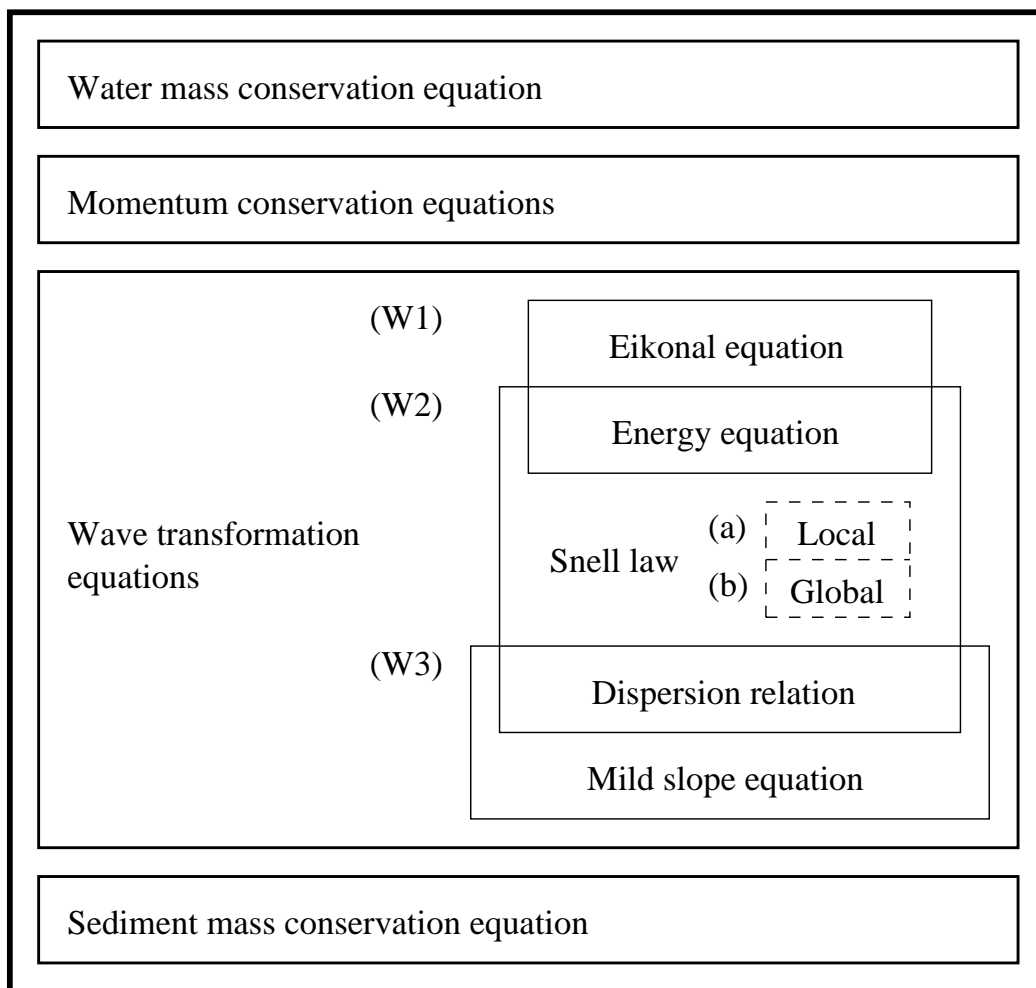 Water mass conservation equation
Momentum conservation equations
(W1)
Eikonal equation
(W2)
Energy equation
Wave transformation
equations
Snell law
(a)
Local
(b)
Global
(W3)
Dispersion relation
Mild slope equation
Sediment mass conservation equation